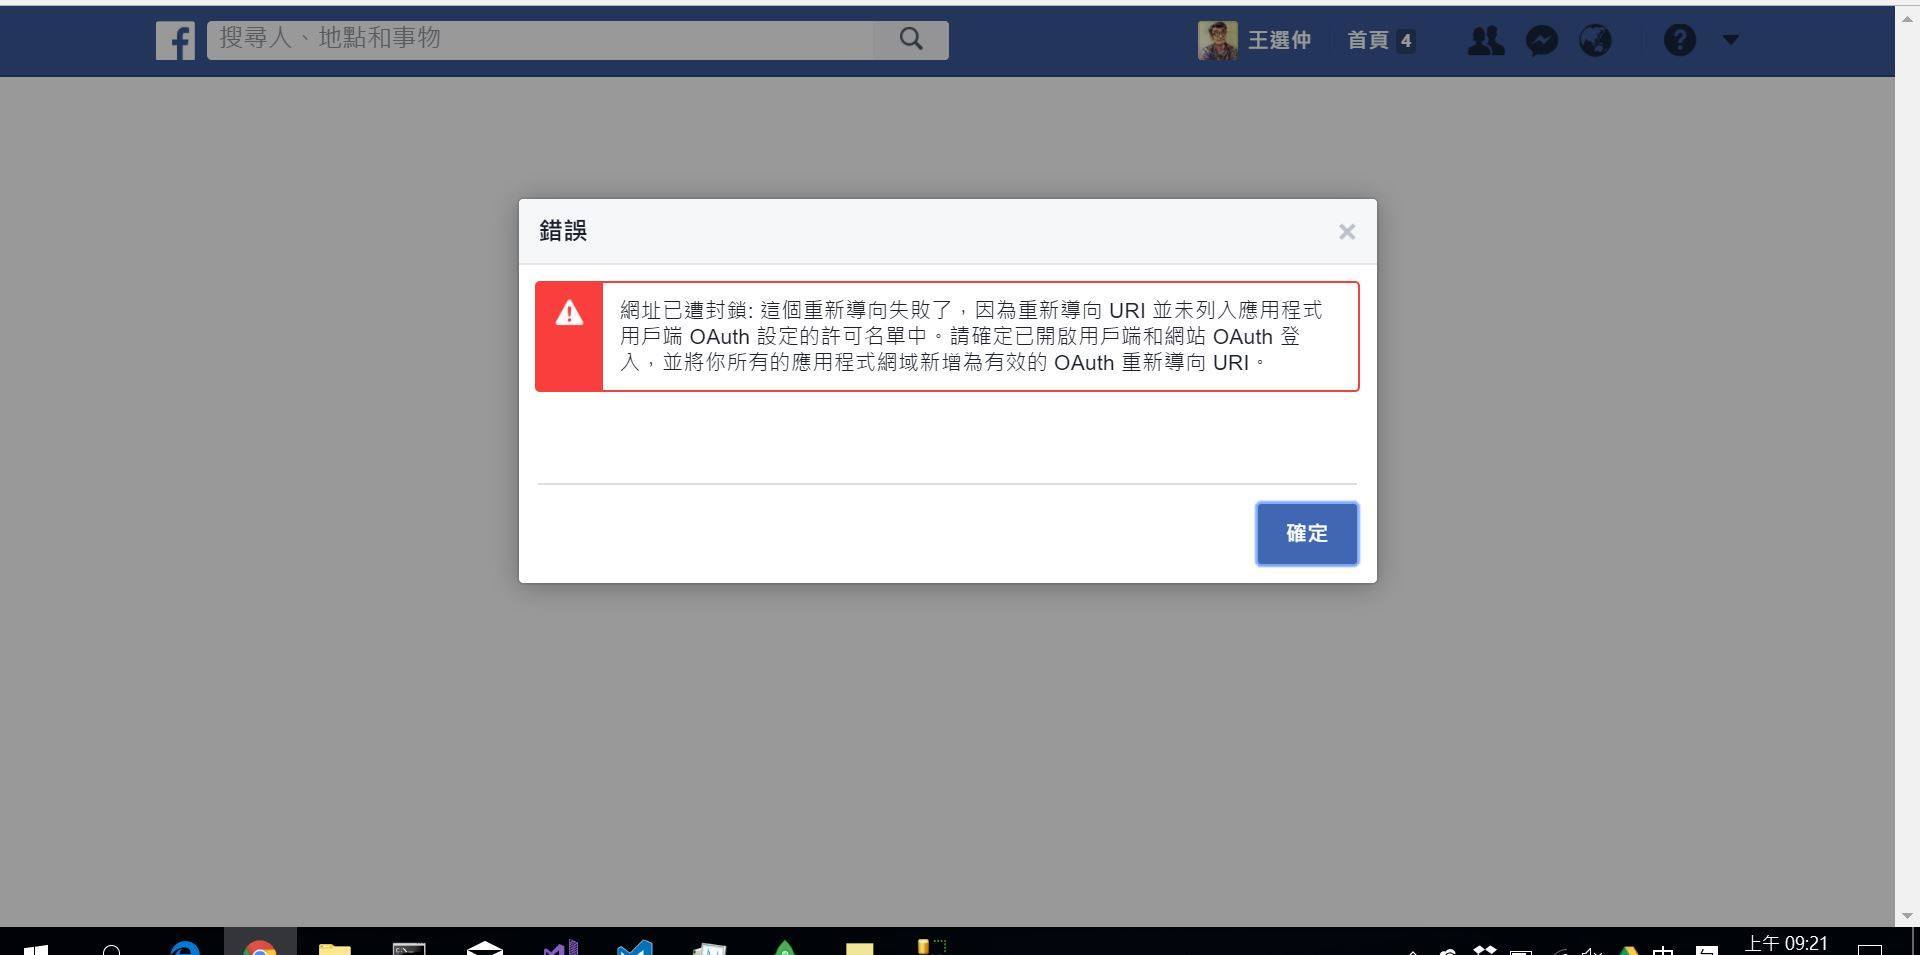 搜尋人、地點和事物
王選仲
首頁 4
錯誤
網址已遭封鎖: 這個重新導向失敗了，因為重新導向 URI 並未列入應用程式
用戶端 OAuth 設定的許可名單中。請確定已開啟用戶端和網站 OAuth 登
入，並將你所有的應用程式網域新增為有效的 OAuth 重新導向 URI。
確定
上午 09:21